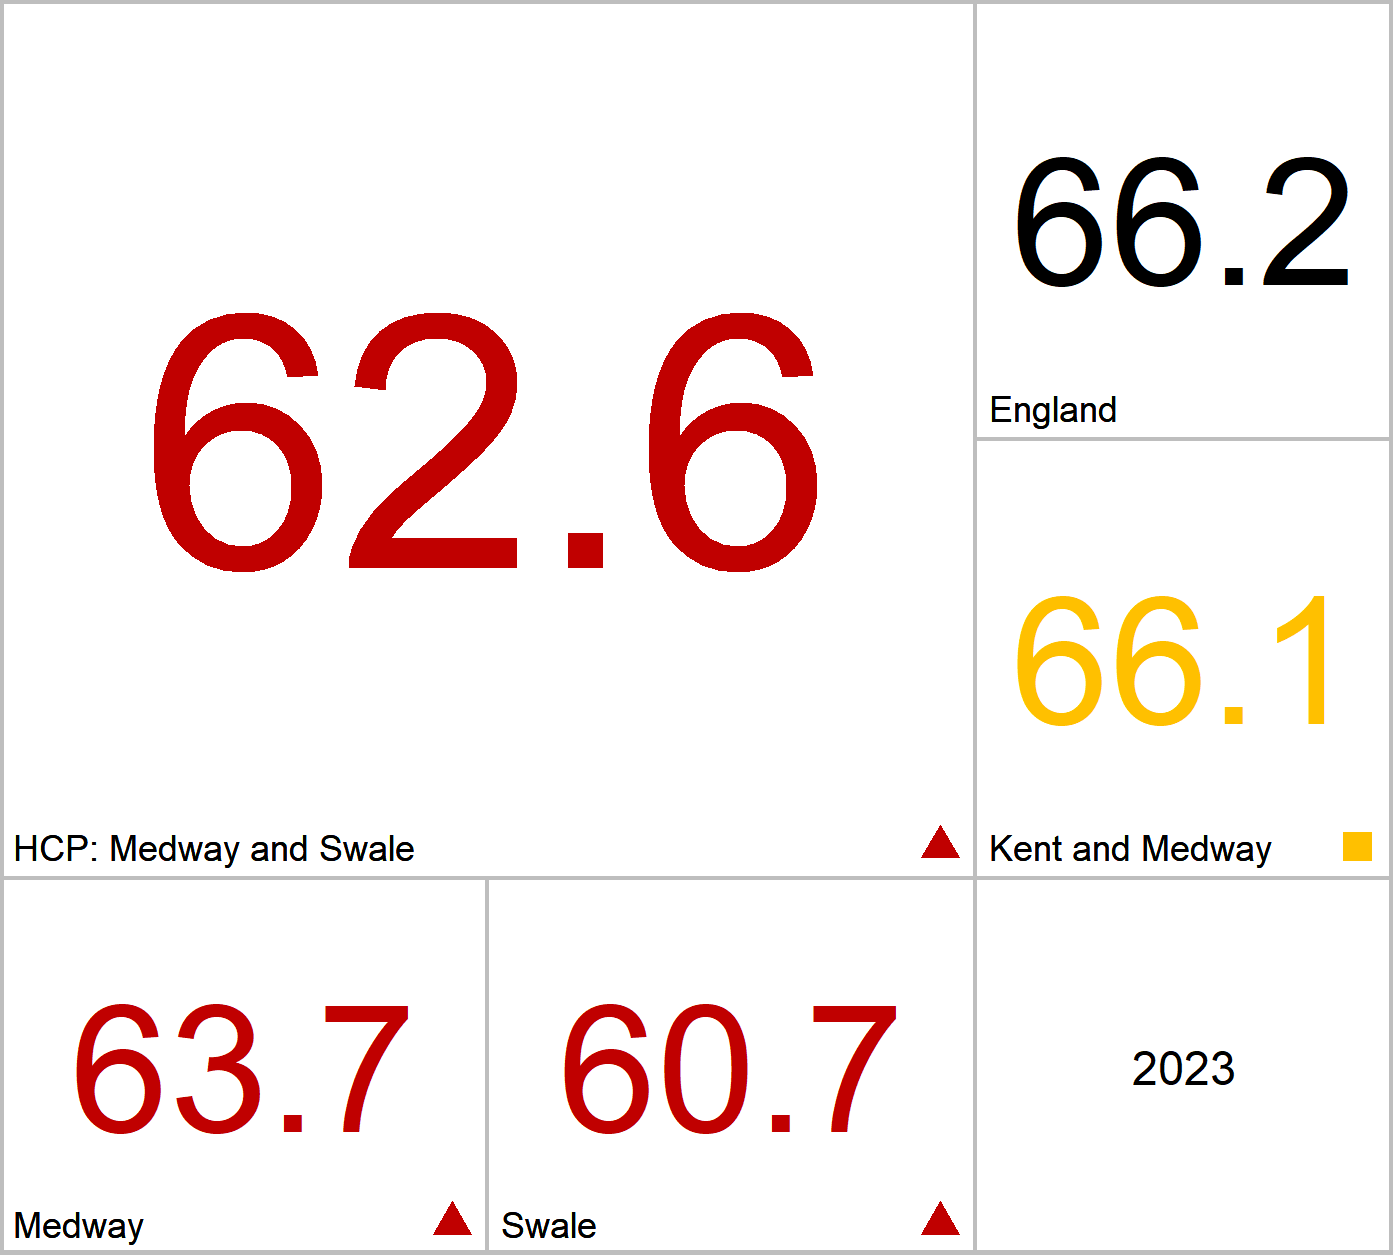 62.6
HCP: Medway and Swale
66.2
England
66.1
Kent and Medway
63.7
Medway
60.7
Swale
2023